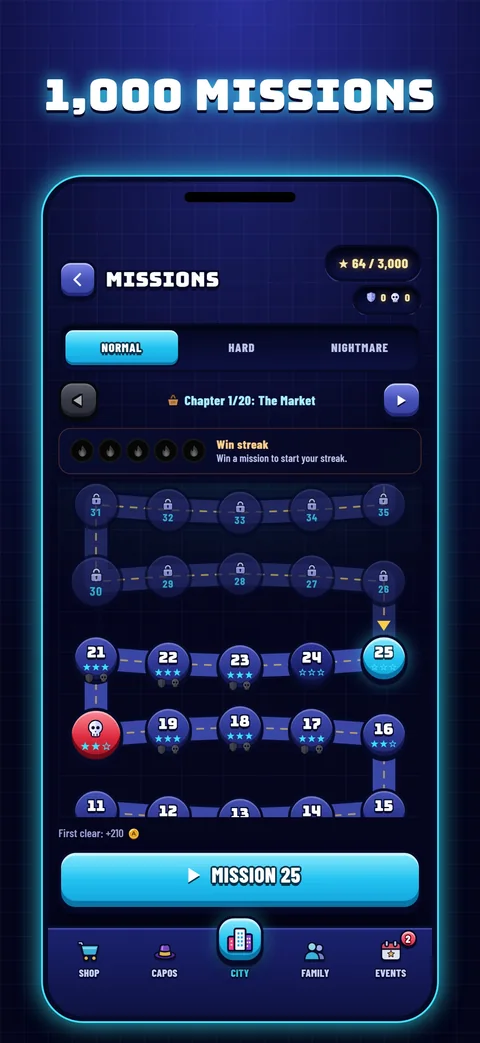 1,000 MISSIONS
★ 64 / 3,000
MISSIONS
0 0
NORMAL HARD NIGHTMARE
Chapter 1/20: The Market
Win streak
Win a mission to start your streak.
31 32 33 34 35
30 29 28 27 26
21 22 23 24 25
19 18 17 16
11 12 13 14 15
First clear: +210
MISSION 25
2
SHOP CAPOS CITY FAMILY EVENTS